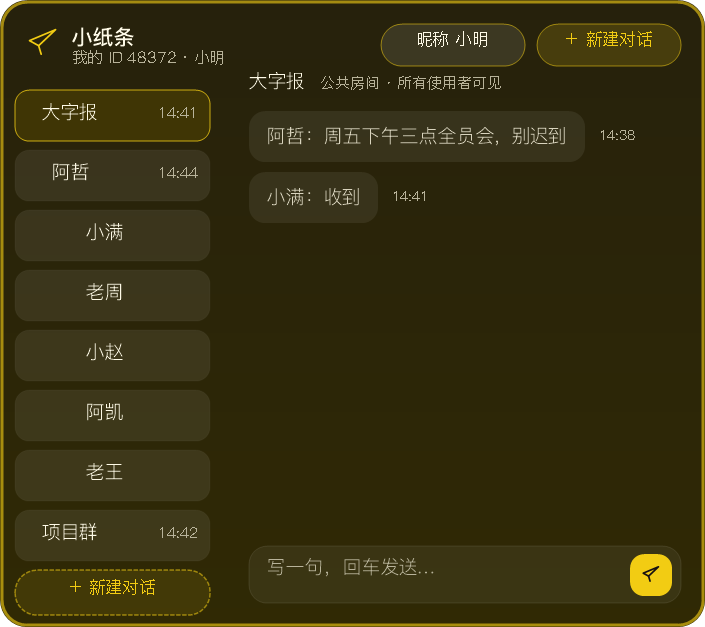 小纸条
我的 ID 48372 · 小明
昵称 小明
+ 新建对话
大字报 14:41
阿哲 14:44
小满
老周
小赵
阿凯
老王
项目群 14:42
+ 新建对话
大字报 公共房间 · 所有使用者可见
阿哲：周五下午三点全员会，别迟到 14:38
小满：收到 14:41
写一句，回车发送…